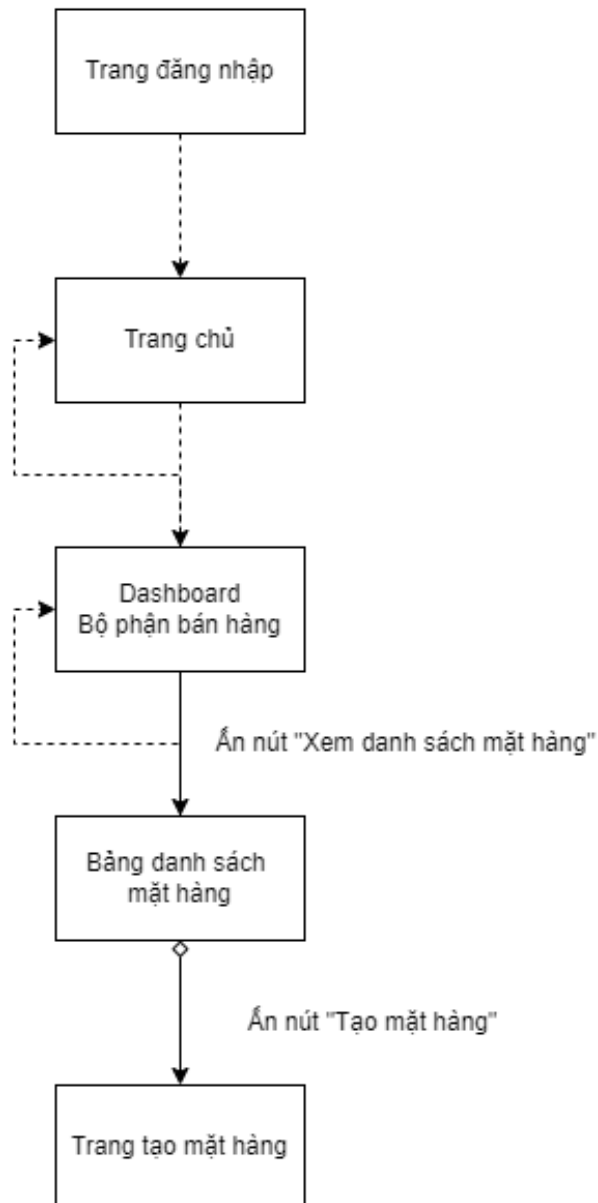 Trang đăng nhập
Trang chủ
Dashboard
Bộ phận bán hàng
Ấn nút "Xem danh sách mặt hàng"
Bảng danh sách
mặt hàng
Ấn nút "Tạo mặt hàng"
Trang tạo mặt hàng